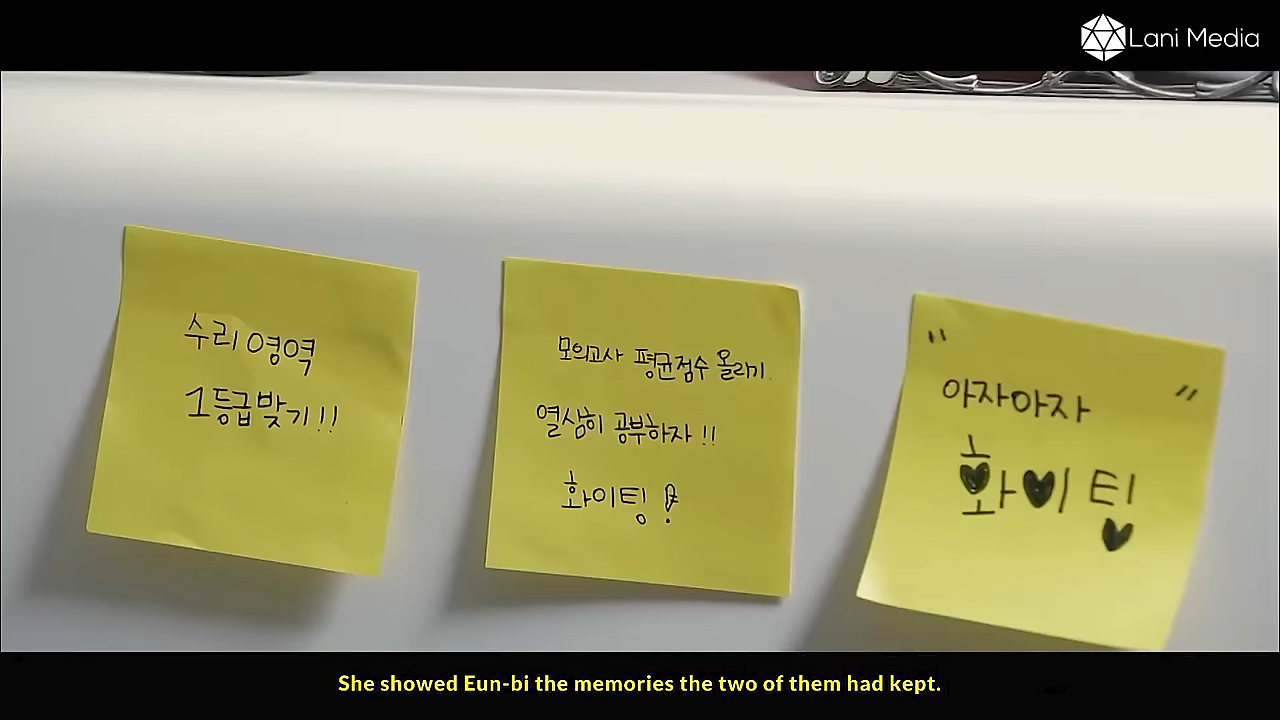 Lani Media
수리 영역
1등급 맞기!!
모의고사 평균점수 올리기.
열심히 공부하자!!
화이팅!
"아자아자
화이팅"
She showed Eun-bi the memories the two of them had kept.